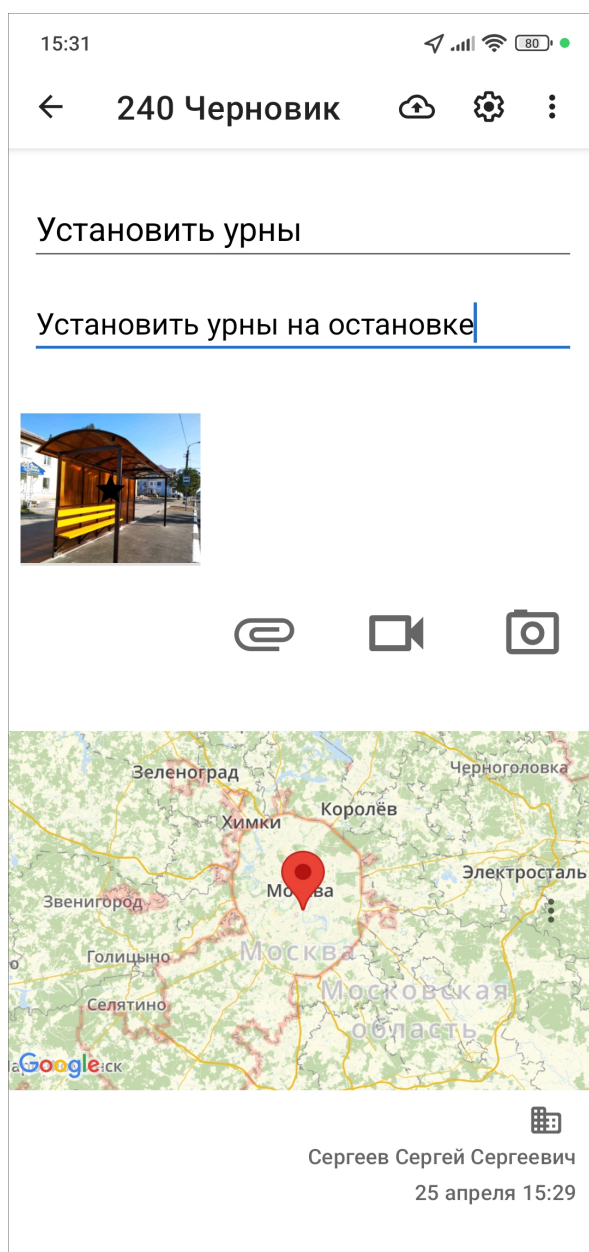 15:31
80
240 Черновик
Установить урны
Установить урны на остановке
Зеленоград
Черноголовка
Королёв
Химки
Электросталь
Москва
Звенигород
Москва
Голицыно
Московская
Селятино
область
Google
ск
Сергеев Сергей Сергеевич
25 апреля 15:29